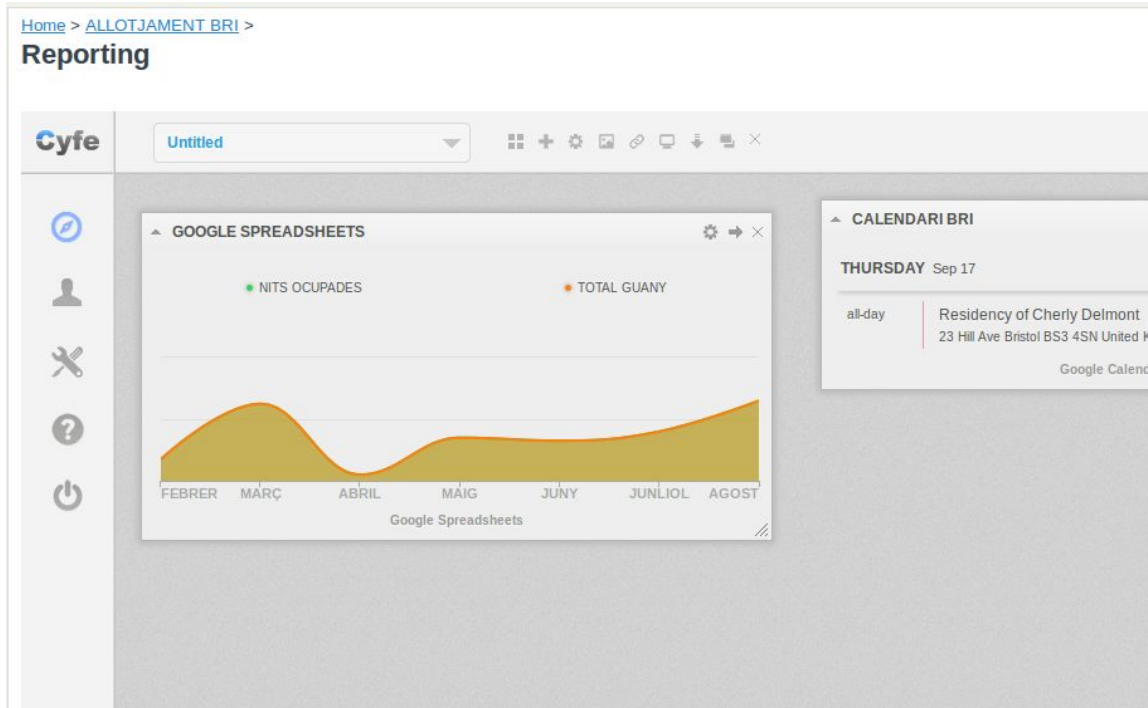 Home > ALLOTJAMENT BRI >
Reporting
Cyfe
Untitled
GOOGLE SPREADSHEETS
NITS OCUPADES
TOTAL GUANY
FEBRER MARÇ ABRIL MAIG JUNY JUNLIOL AGOST
Google Spreadsheets
CALENDARI BRI
THURSDAY Sep 17
all-day
Residency of Cherly Delmont
23 Hill Ave Bristol BS3 4SN United
Google